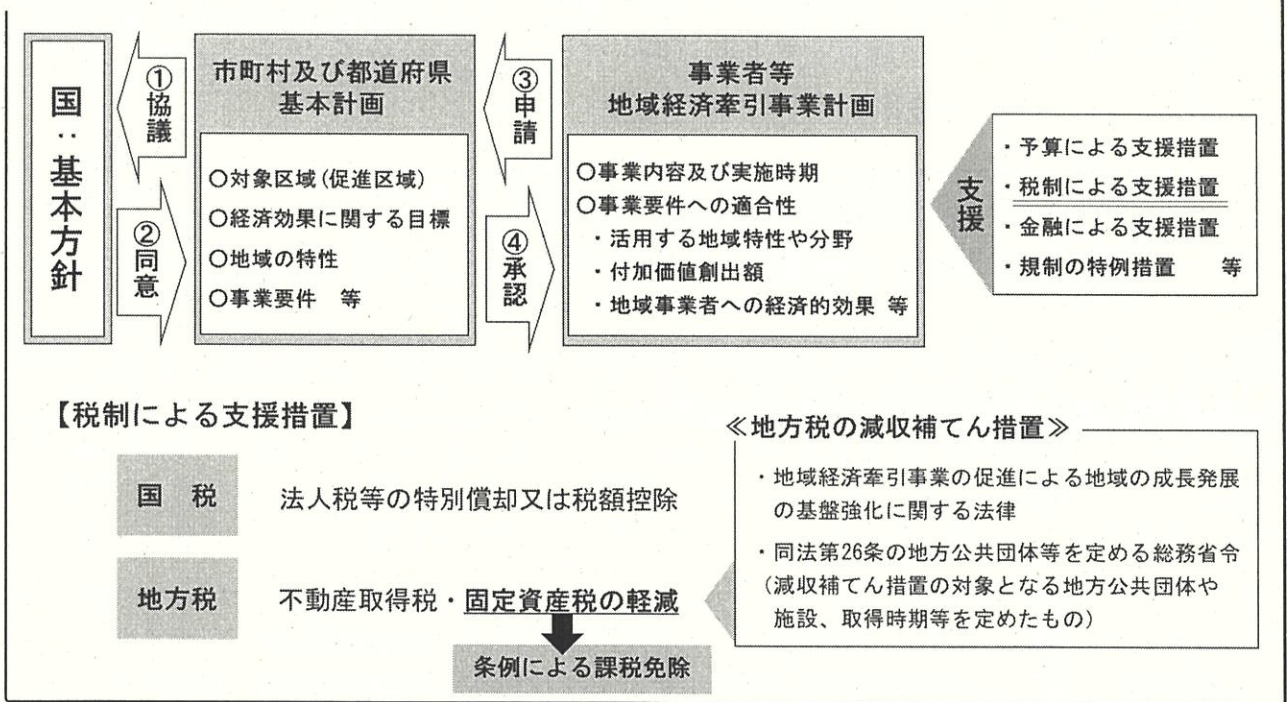 国：基本方針
①協議
②同意
市町村及び都道府県
基本計画
○対象区域(促進区域)
○経済効果に関する目標
○地域の特性
○事業要件　等
③申請
④承認
事業者等
地域経済牽引事業計画
○事業内容及び実施時期
○事業要件への適合性
・活用する地域特性や分野
・付加価値創出額
・地域事業者への経済的効果 等
支援
・予算による支援措置
・税制による支援措置
・金融による支援措置
・規制の特例措置　等
【税制による支援措置】
国　税
法人税等の特別償却又は税額控除
地方税
不動産取得税・固定資産税の軽減
条例による課税免除
≪地方税の減収補てん措置≫
・地域経済牽引事業の促進による地域の成長発展
の基盤強化に関する法律
・同法第26条の地方公共団体等を定める総務省令
（減収補てん措置の対象となる地方公共団体や
施設、取得時期等を定めたもの）